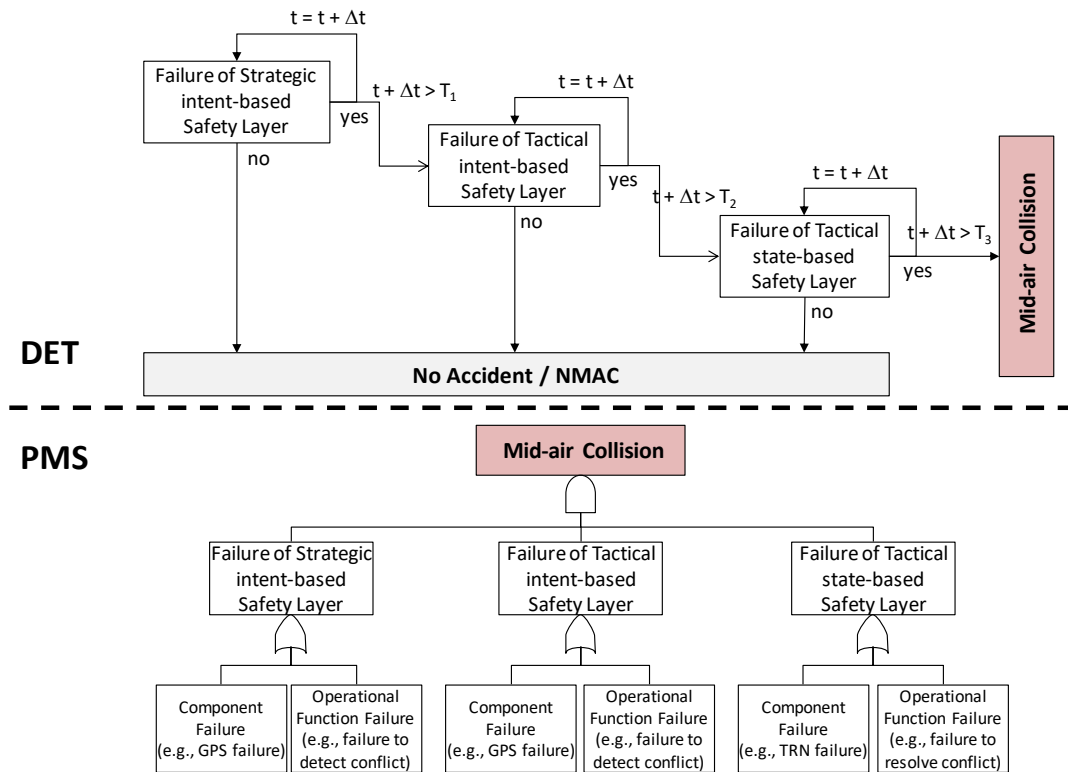 t = t + Δt
Failure of Strategic
intent-based
Safety Layer
t + Δt > T1
yes
no
t = t + Δt
Failure of Tactical
intent-based
Safety Layer
yes
no
t + Δt > T2
t = t + Δt
Failure of Tactical
state-based
Safety Layer
t + Δt > T3
yes
no
Mid-air Collision
DET
No Accident / NMAC
PMS
Mid-air Collision
Failure of Strategic
intent-based
Safety Layer
Failure of Tactical
intent-based
Safety Layer
Failure of Tactical
state-based
Safety Layer
Component
Failure
(e.g., GPS failure)
Operational
Function Failure
(e.g., failure to
detect conflict)
Component
Failure
(e.g., GPS failure)
Operational
Function Failure
(e.g., failure to
detect conflict)
Component
Failure
(e.g., TRN failure)
Operational
Function Failure
(e.g., failure to
resolve conflict)